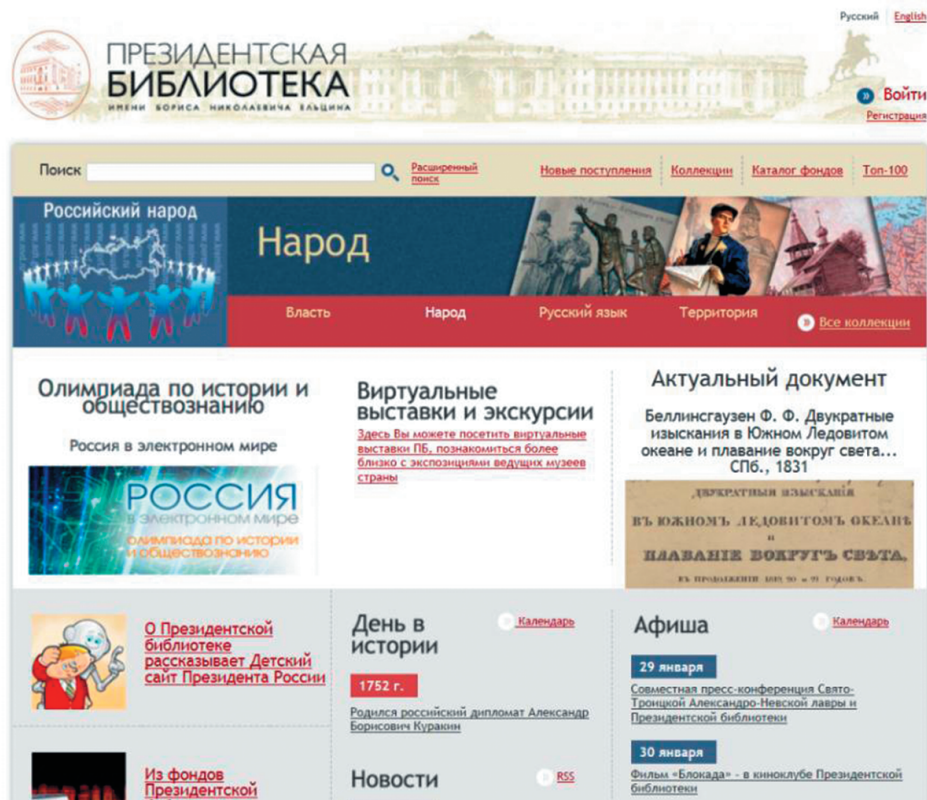 Русский English
ПРЕЗИДЕНТСКАЯ
БИБЛИОТЕКА
ИМЕНИ БОРИСА НИКОЛАЕВИЧА ЕЛЬЦИНА
Войти
Регистрация
Поиск
Расширенный
поиск
Новые поступления
Коллекции
Каталог фондов
Топ-100
Российский народ
Народ
Власть
Народ
Русский язык
Территория
Все коллекции
Олимпиада по истории и
обществознанию
Россия в электронном мире
РОССИЯ
в электронном мире
олимпиада по истории
и обществознанию
Виртуальные
выставки и экскурсии
Здесь Вы можете посетить виртуальные
выставки ПБ, познакомиться более
близко с экспозициями ведущих музеев
страны
Актуальный документ
Беллинсгаузен Ф. Ф. Двукратные
изыскания в Южном Ледовитом
океане и плавание вокруг света...
СПб., 1831
ДВУКРАТНЫЯ ИЗЫСКАНІЯ
ВЪ ЮЖНОМЪ ЛЕДОВИТОМЪ ОКЕАНѢ
И
ПЛАВАНІЕ ВОКРУГЪ СВѢТА,
ВЪ ПРОДОЛЖЕНІИ 1819, 20 и 21 ГОДОВЪ.
О Президентской
библиотеке
рассказывает Детский
сайт Президента России
Из фондов
Президентской
День в
истории
Календарь
1752 г.
Родился российский дипломат Александр
Борисович Куракин
Новости
RSS
Афиша
Календарь
29 января
Совместная пресс-конференция Свято-
Троицкой Александро-Невской лавры и
Президентской библиотеки
30 января
Фильм «Блокада» - в киноклубе Президентской
библиотеки